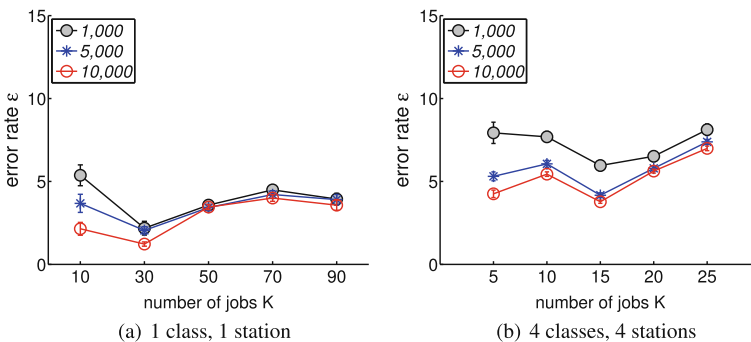 15
10
5
0
error rate ε
1,000
5,000
10,000
10 30 50 70 90
number of jobs K
(a) 1 class, 1 station
15
10
5
0
error rate ε
1,000
5,000
10,000
5 10 15 20 25
number of jobs K
(b) 4 classes, 4 stations